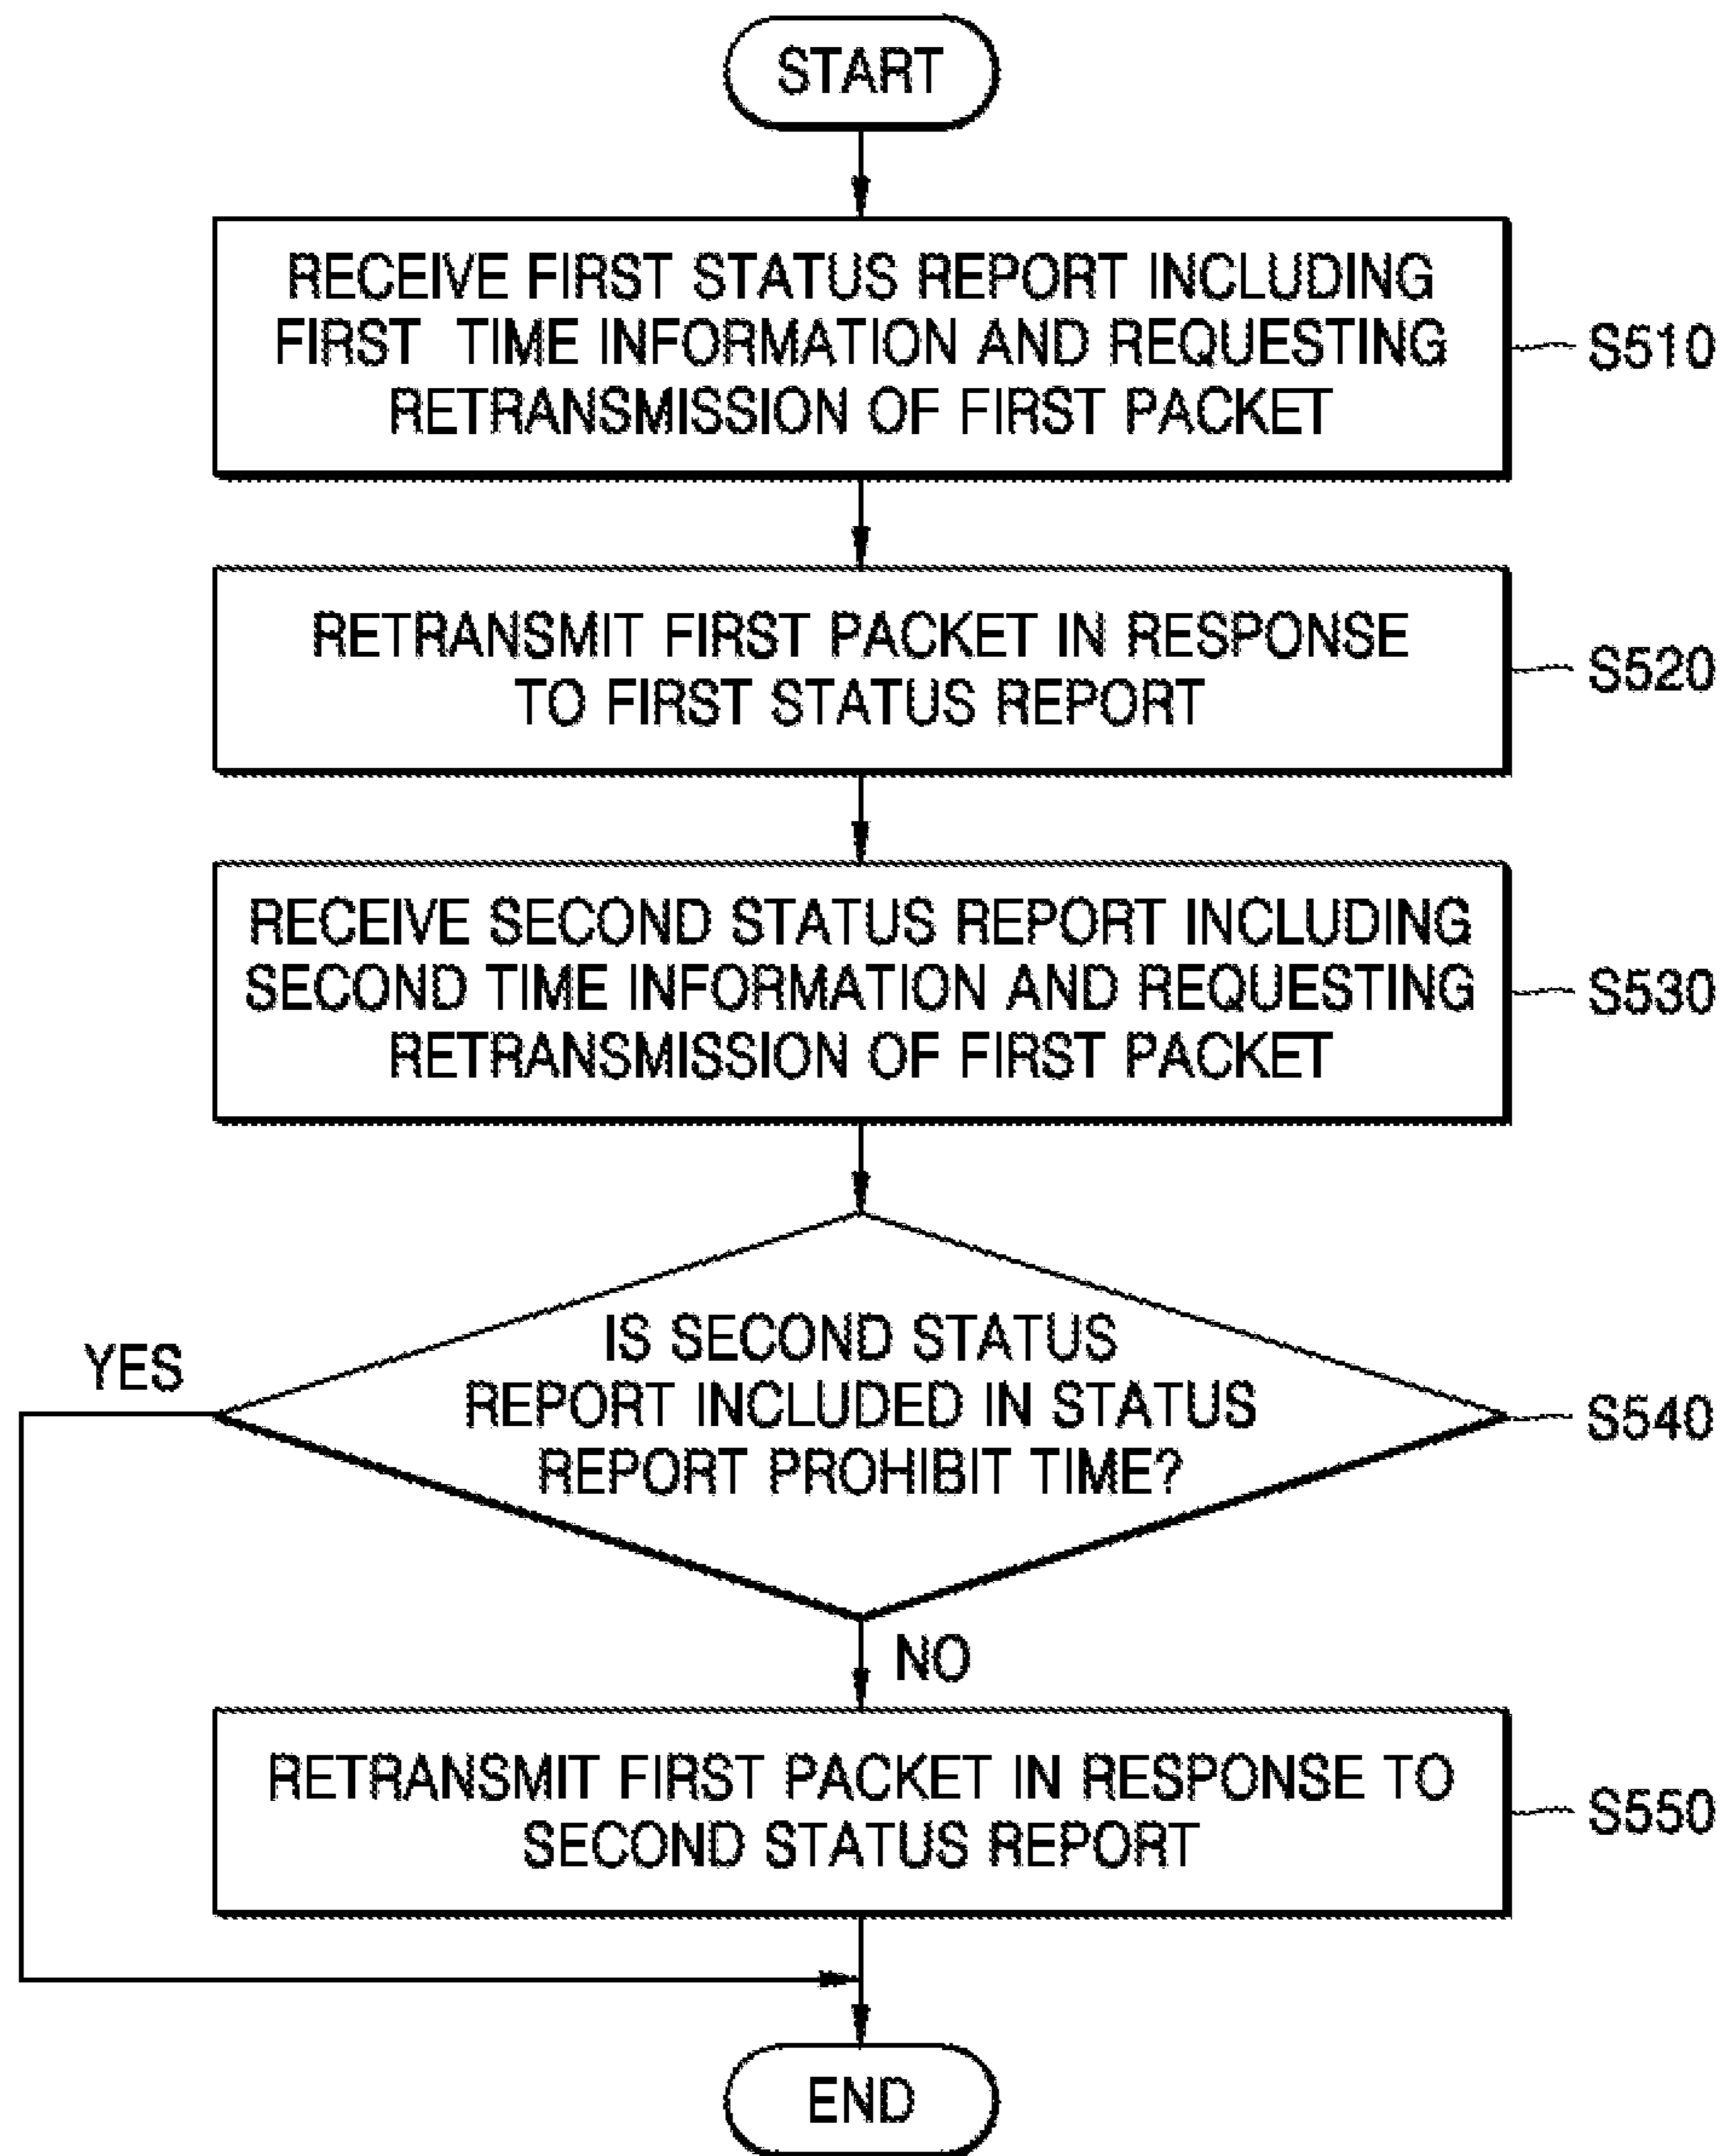 START
RECEIVE FIRST STATUS REPORT INCLUDING
FIRST TIME INFORMATION AND REQUESTING
RETRANSMISSION OF FIRST PACKET
S510
RETRANSMIT FIRST PACKET IN RESPONSE
TO FIRST STATUS REPORT
S520
RECEIVE SECOND STATUS REPORT INCLUDING
SECOND TIME INFORMATION AND REQUESTING
RETRANSMISSION OF FIRST PACKET
S530
YES
IS SECOND STATUS
REPORT INCLUDED IN STATUS
REPORT PROHIBIT TIME?
S540
NO
RETRANSMIT FIRST PACKET IN RESPONSE TO
SECOND STATUS REPORT
S550
END